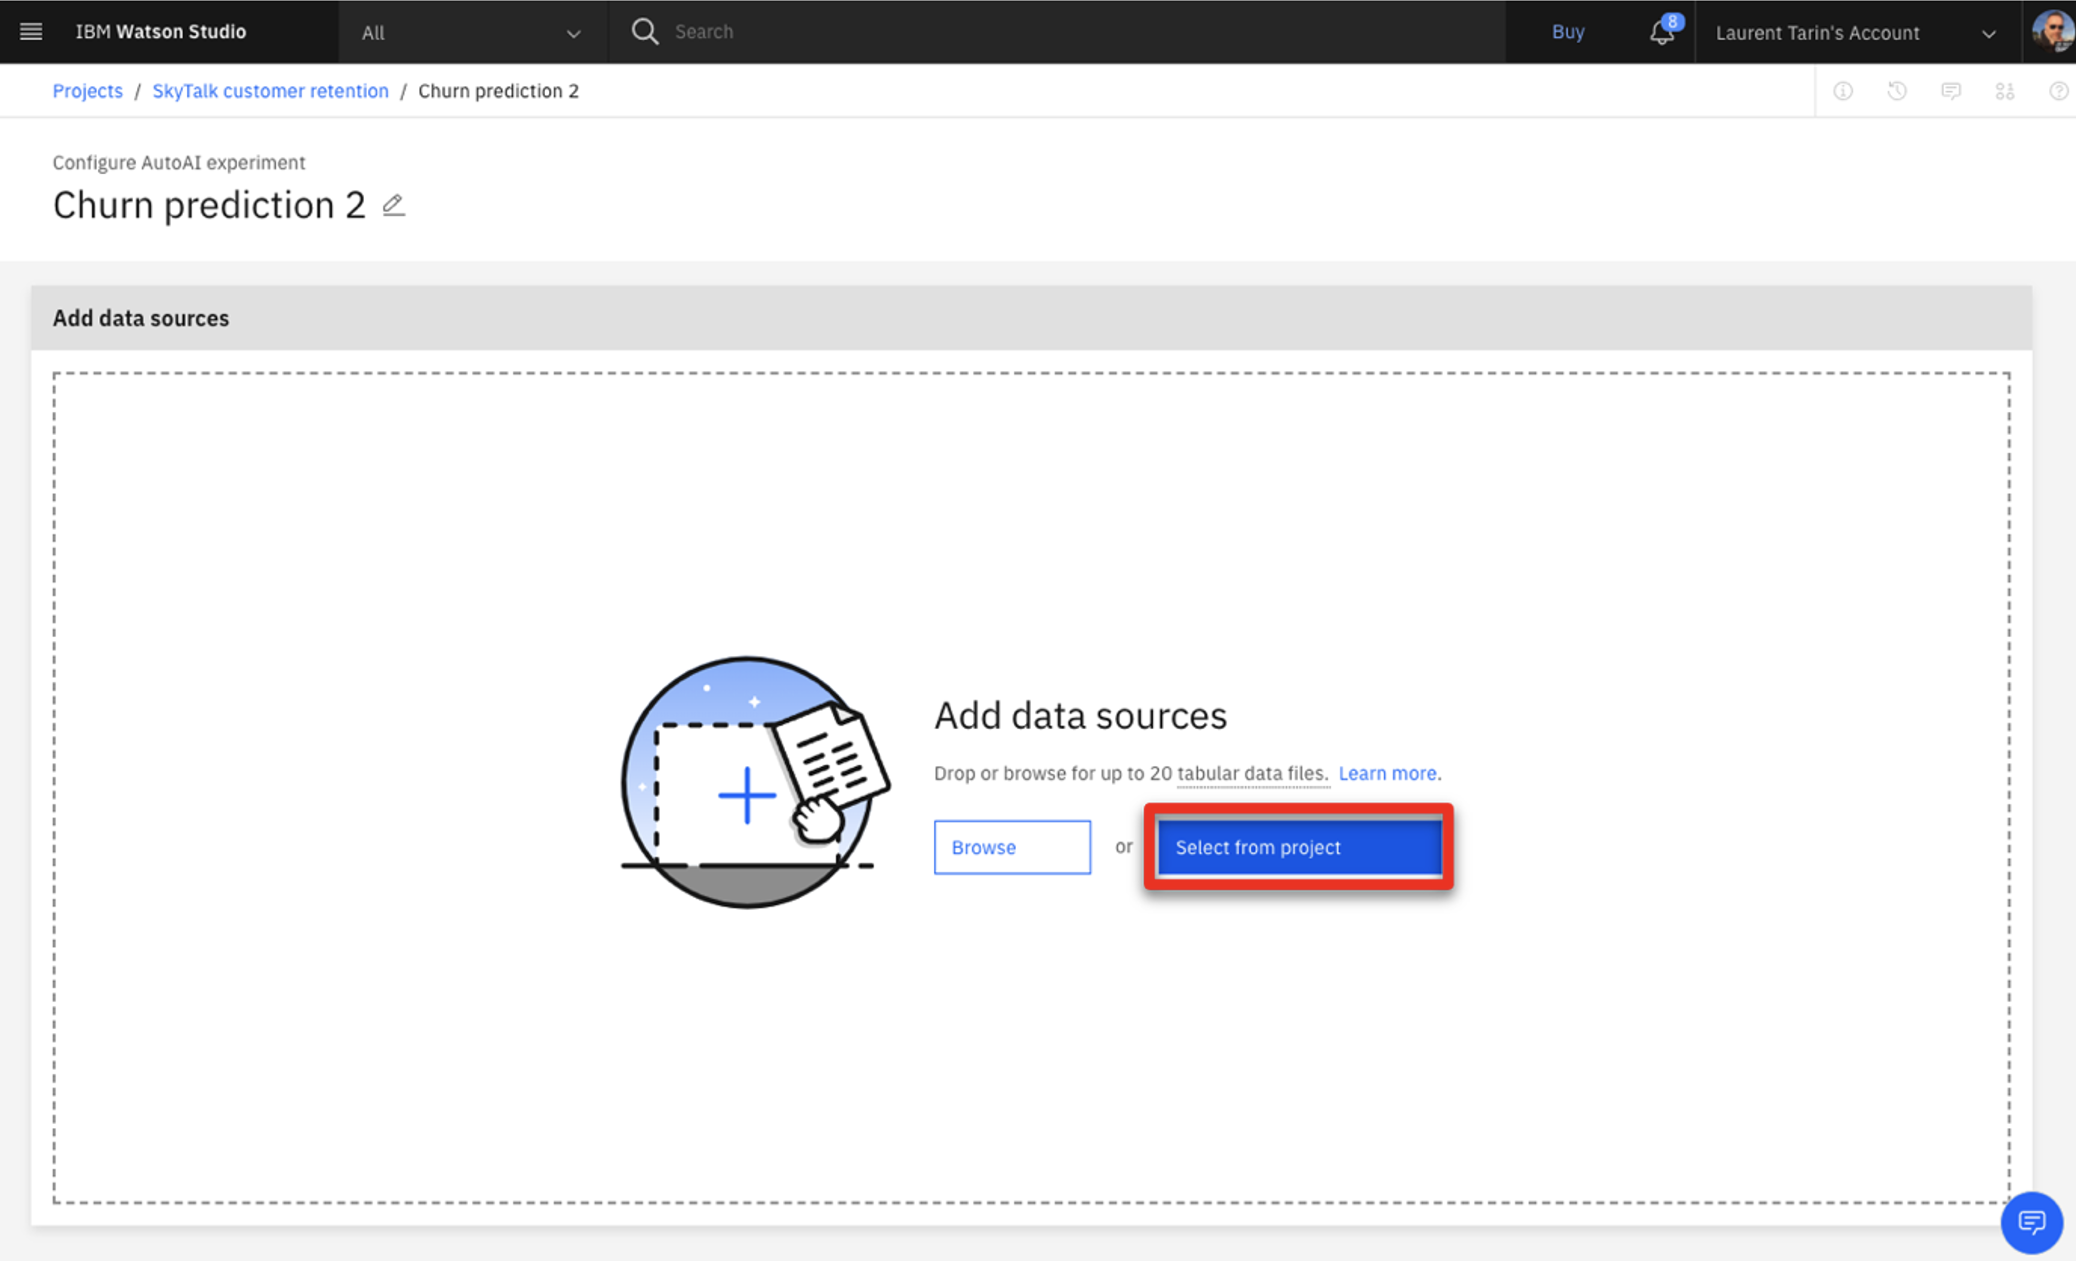 IBM Watson Studio
All
Search
Buy
8
Laurent Tarin's Account
Projects / SkyTalk customer retention / Churn prediction 2
Configure AutoAI experiment
Churn prediction 2
Add data sources
Add data sources
Drop or browse for up to 20 tabular data files. Learn more.
Browse or Select from project